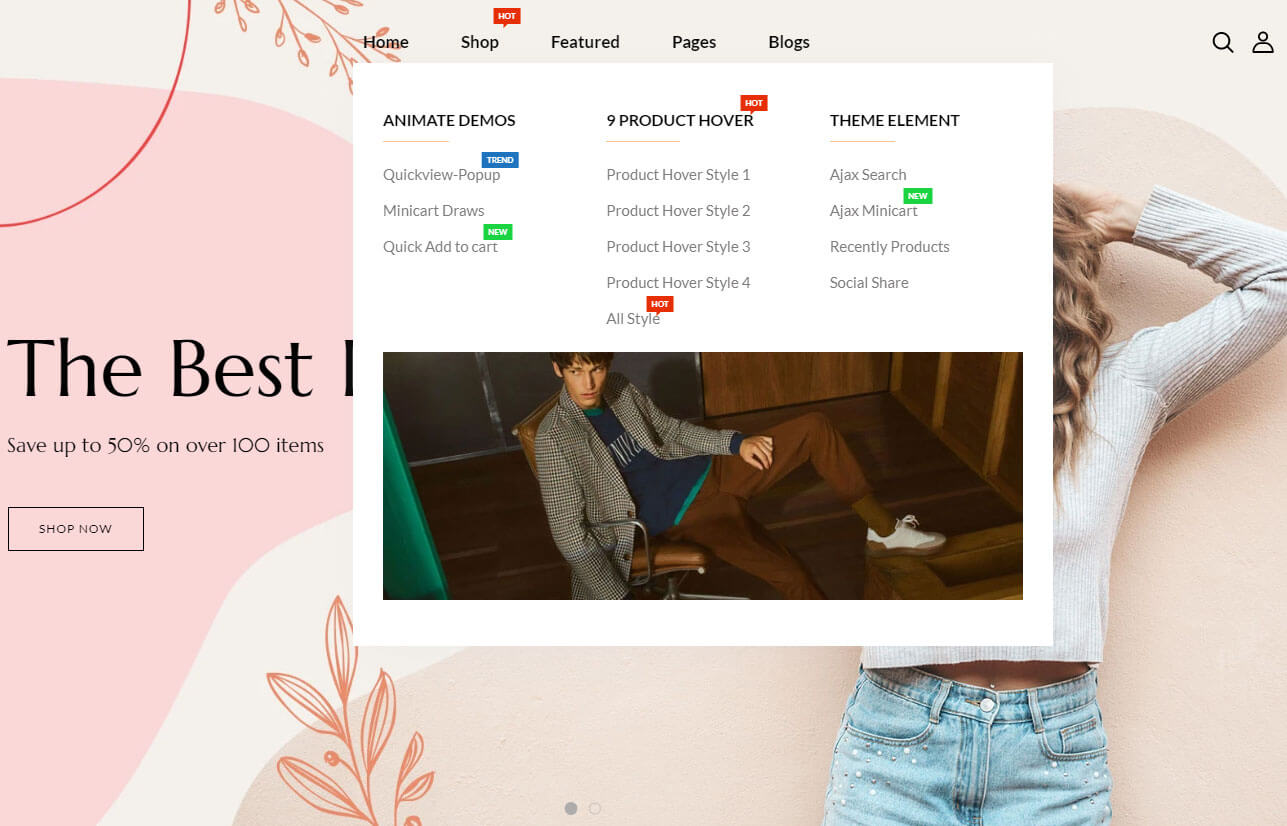 HOT
Home Shop Featured Pages Blogs
HOT
ANIMATE DEMOS 9 PRODUCT HOVER THEME ELEMENT
TREND
Quickview-Popup Product Hover Style 1 Ajax Search
NEW
Minicart Draws Product Hover Style 2 Ajax Minicart
NEW
Quick Add to cart Product Hover Style 3 Recently Products
Product Hover Style 4 Social Share
HOT
All Style
The Best
Save up to 50% on over 100 items
SHOP NOW